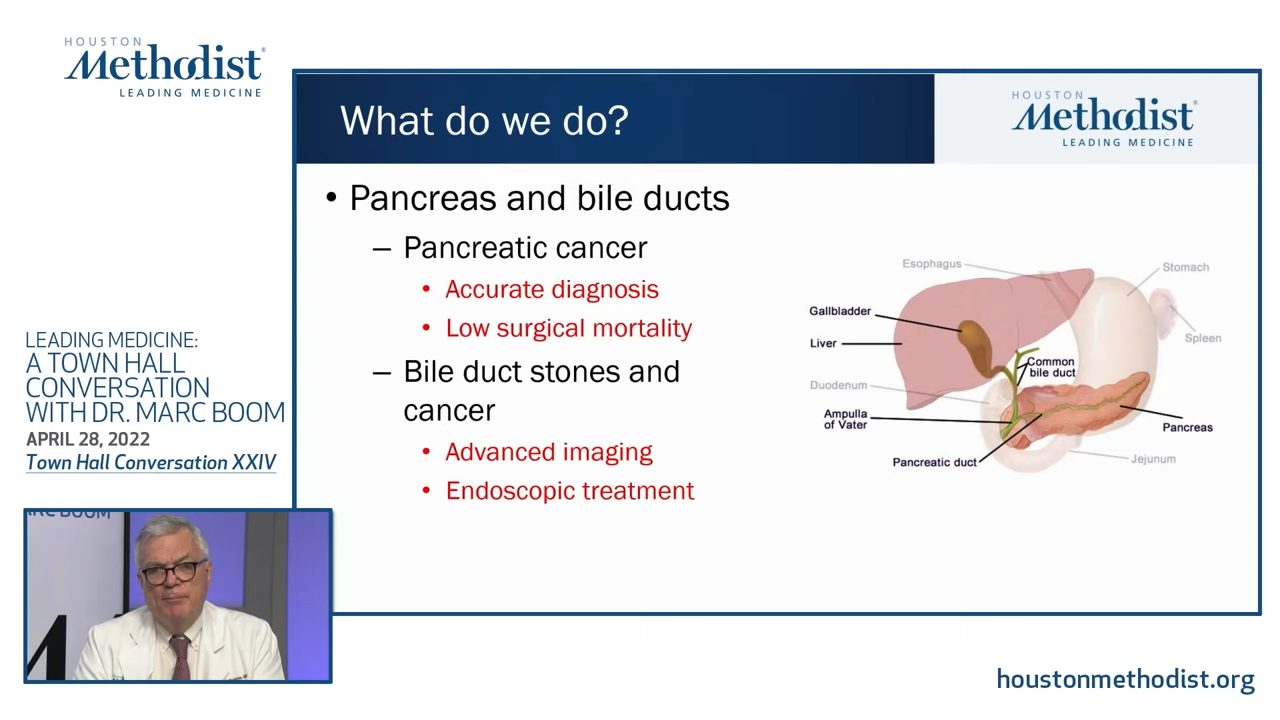 HOUSTON
Methodist®
LEADING MEDICINE
What do we do?
HOUSTON
Methodist®
LEADING MEDICINE
• Pancreas and bile ducts
– Pancreatic cancer
• Accurate diagnosis
• Low surgical mortality
– Bile duct stones and
cancer
• Advanced imaging
• Endoscopic treatment
Esophagus
Stomach
Gallbladder
Liver
Spleen
Common
bile duct
Duodenum
Ampulla
of Vater
Pancreas
Pancreatic duct
Jejunum
LEADING MEDICINE:
A TOWN HALL
CONVERSATION
WITH DR. MARC BOOM
APRIL 28, 2022
Town Hall Conversation XXIV
BOOM
houstonmethodist.org